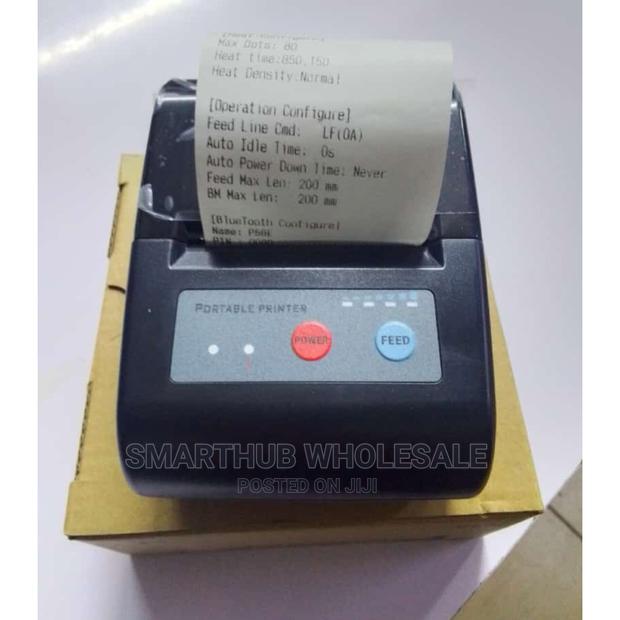 Max Dots: 80
Heat time:850,150
Heat Density:Normal
[Operation Configure]
Feed Line Cmd: LF(0A)
Auto Idle Time: 0s
Auto Power Down Time: Never
Feed Max Len: 200 mm
BM Max Len: 200 mm
[BlueTooth Configure]
Name: P58E
PORTABLE PRINTER
POWER
FEED
SMARTHUB WHOLESALE
POSTED ON JIJI